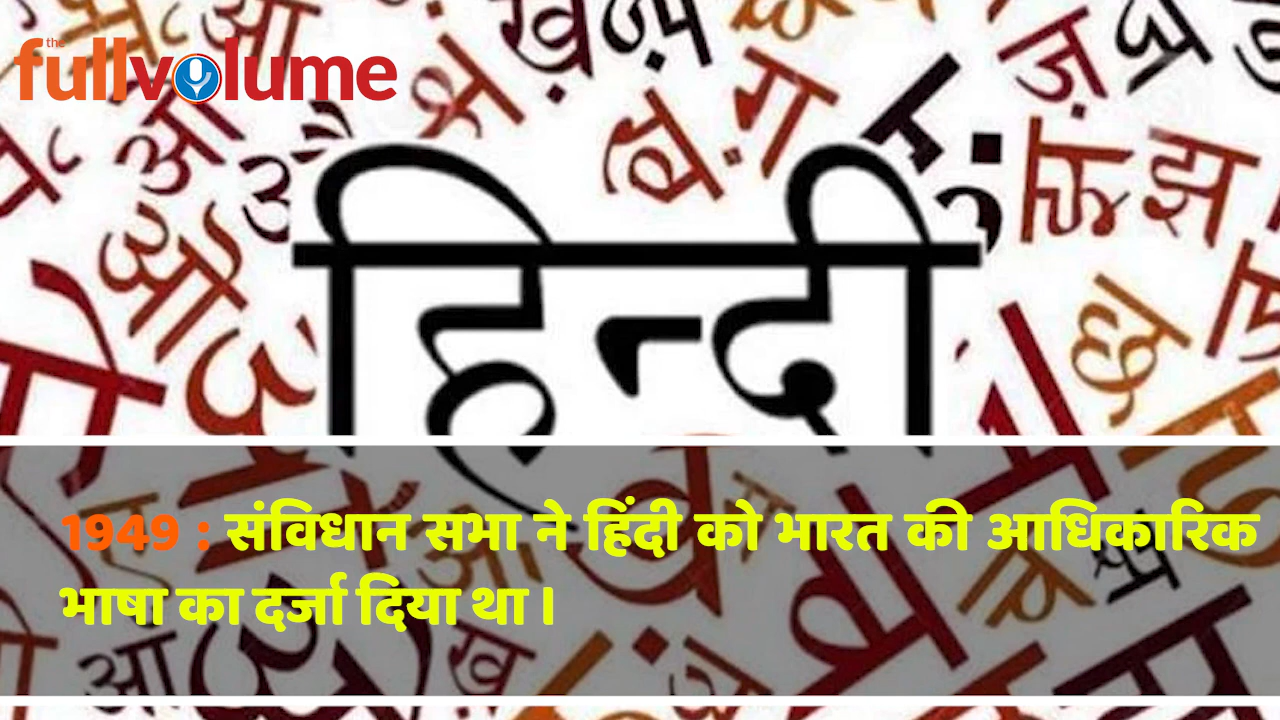 the
fullvolume
हिन्दी
1949 : संविधान सभा ने हिंदी को भारत की आधिकारिक
भाषा का दर्जा दिया था ।